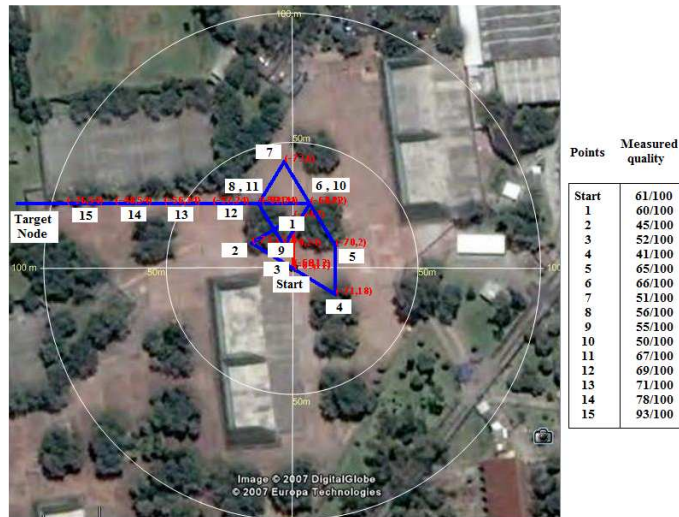 100 m
50m
7
8 , 11
6 , 10
Target
Node
15
14
13
12
1
2
9
5
(-70,2)
100 m
50m
3
50m
100 m
Start
4
50m
Image © 2007 DigitalGlobe
© 2007 Europa Technologies
Points Measured
quality
Start 61/100
1 60/100
2 45/100
3 52/100
4 41/100
5 65/100
6 66/100
7 51/100
8 56/100
9 55/100
10 50/100
11 67/100
12 69/100
13 71/100
14 78/100
15 93/100